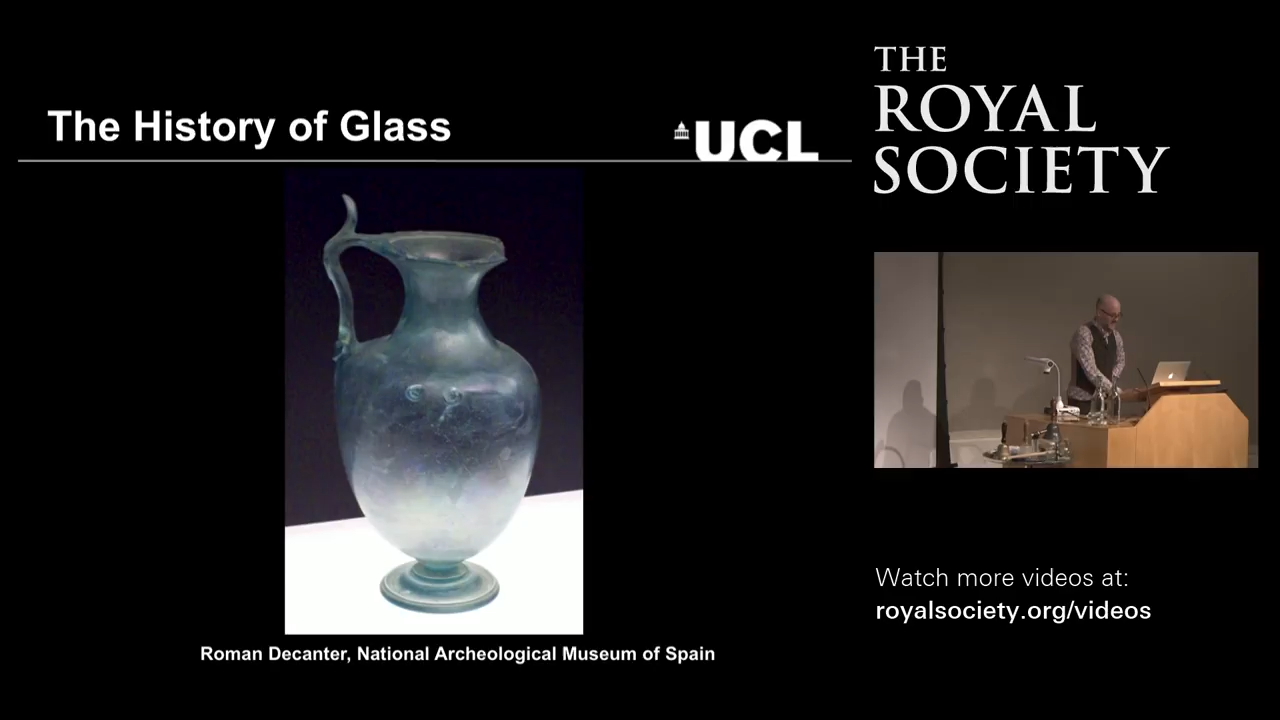 The History of Glass
UCL
Roman Decanter, National Archeological Museum of Spain
THE
ROYAL
SOCIETY
Watch more videos at:
royalsociety.org/videos